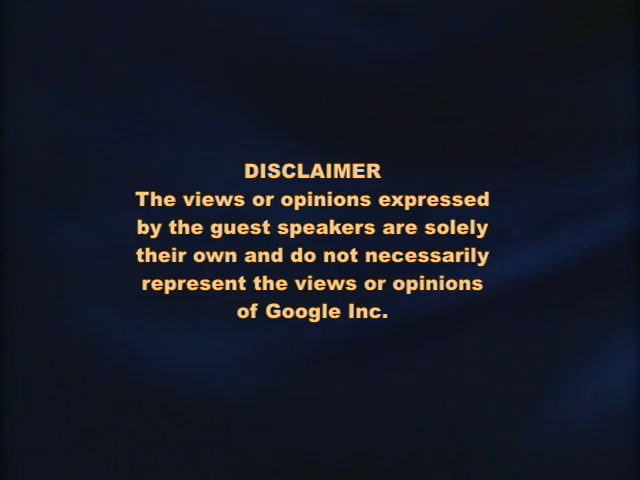 DISCLAIMER
The views or opinions expressed
by the guest speakers are solely
their own and do not necessarily
represent the views or opinions
of Google Inc.